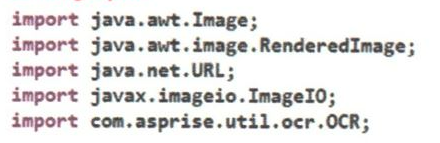 import java.awt.Image;
import java.awt.image.RenderedImage;
import java.net.URL;
import javax.imageio.ImageIO;
import com.asprise.util.ocr.OCR;